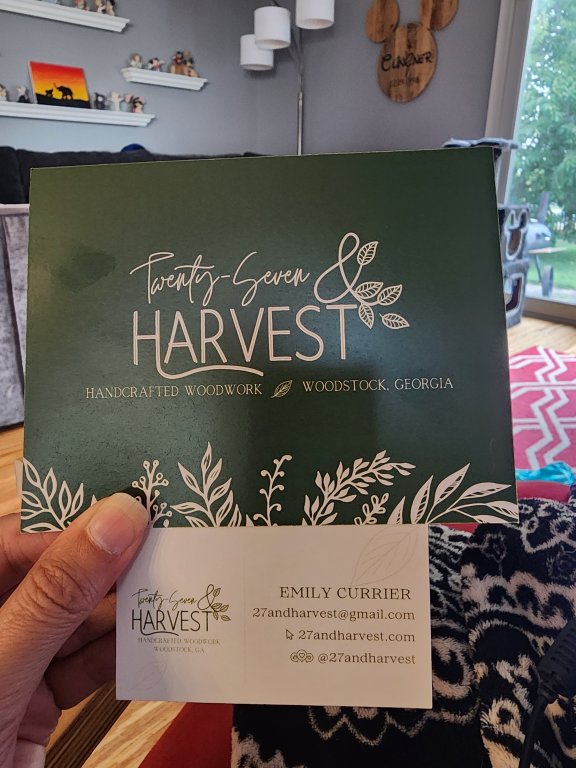 Twenty-Seven &
HARVEST
HANDCRAFTED WOODWORK WOODSTOCK, GEORGIA
Twenty-Seven &
HARVEST
HANDCRAFTED WOODWORK
WOODSTOCK, GA
EMILY CURRIER
27andharvest@gmail.com
27andharvest.com
@27andharvest